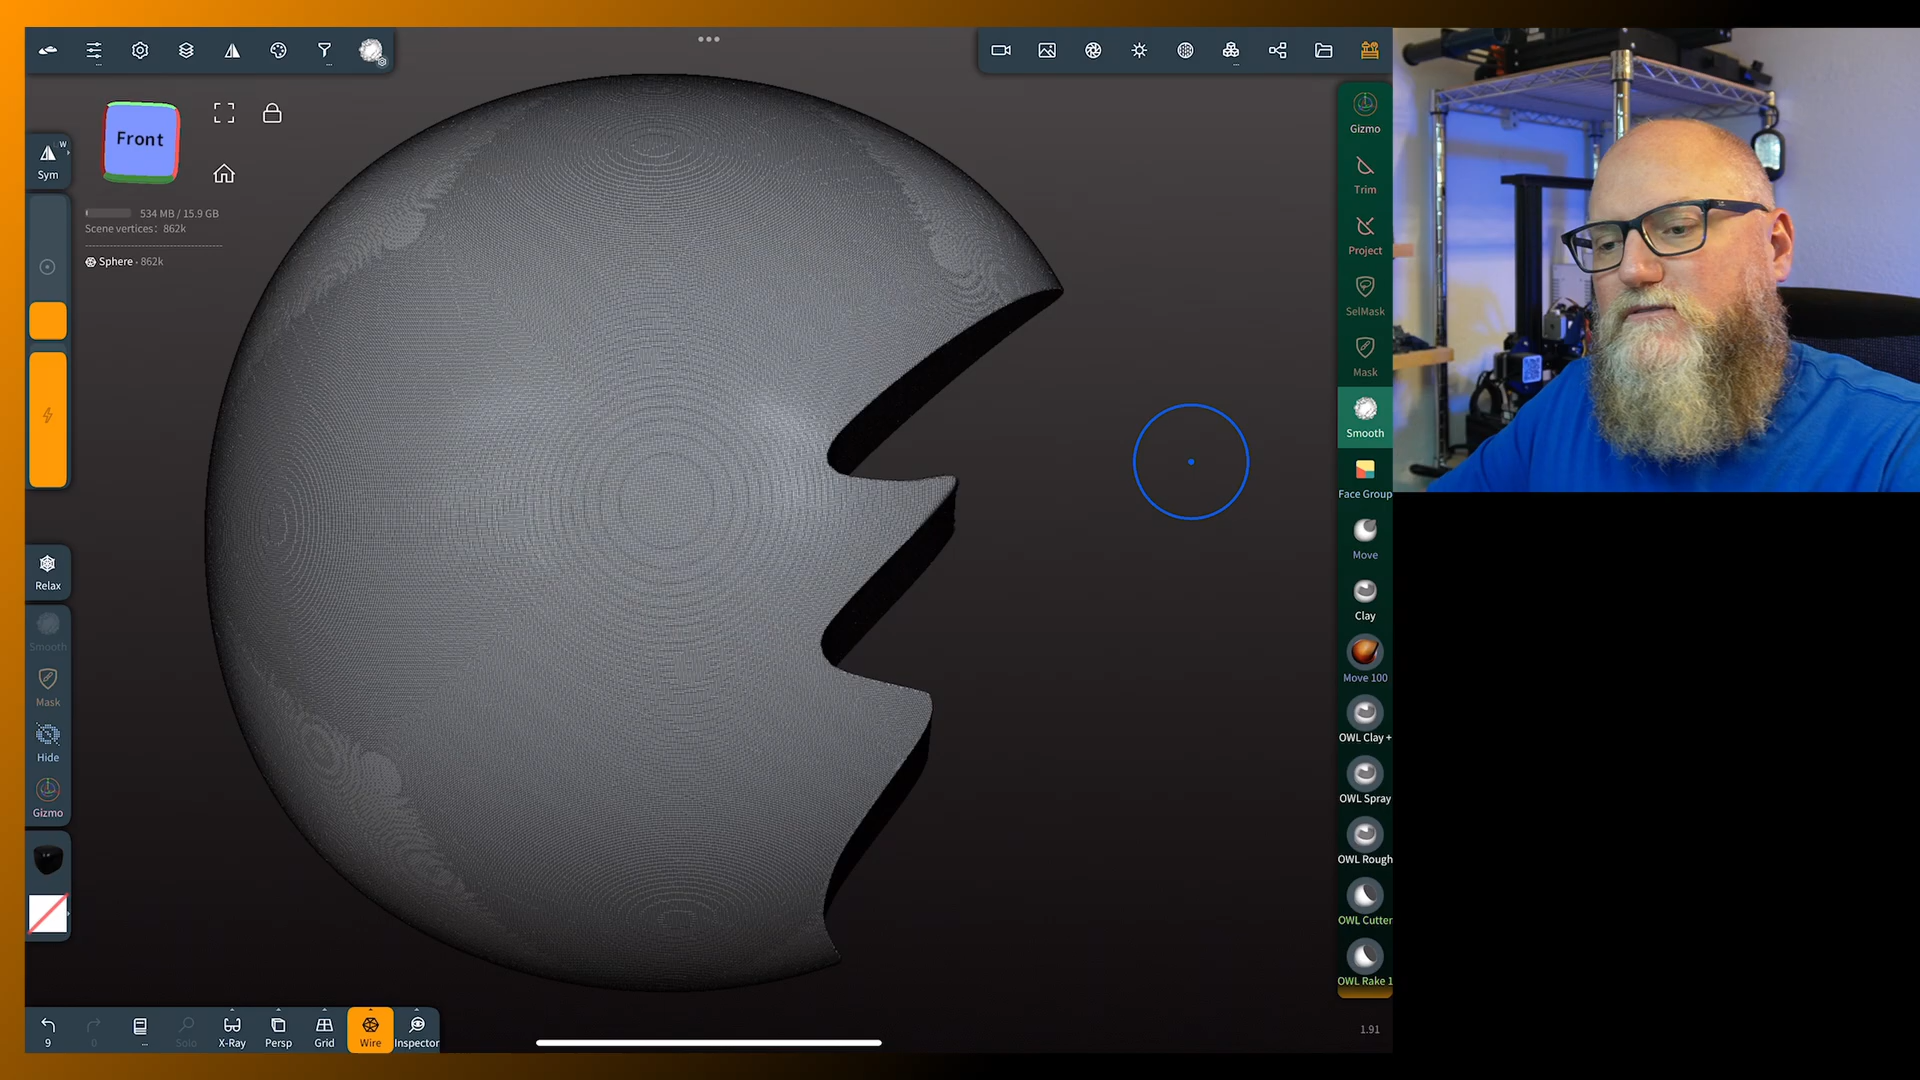 Front
W
Sym
534 MB / 15.9 GB
Scene vertices: 862k
Sphere · 862k
Relax
Smooth
Mask
Hide
Gizmo
9
0
Solo
X-Ray
Persp
Grid
Wire
Inspector
Gizmo
Trim
Project
SelMask
Mask
Smooth
Face Group
Move
Clay
Move 100
OWL Clay +
OWL Spray
OWL Rough
OWL Cutter
OWL Rake 1
1.91